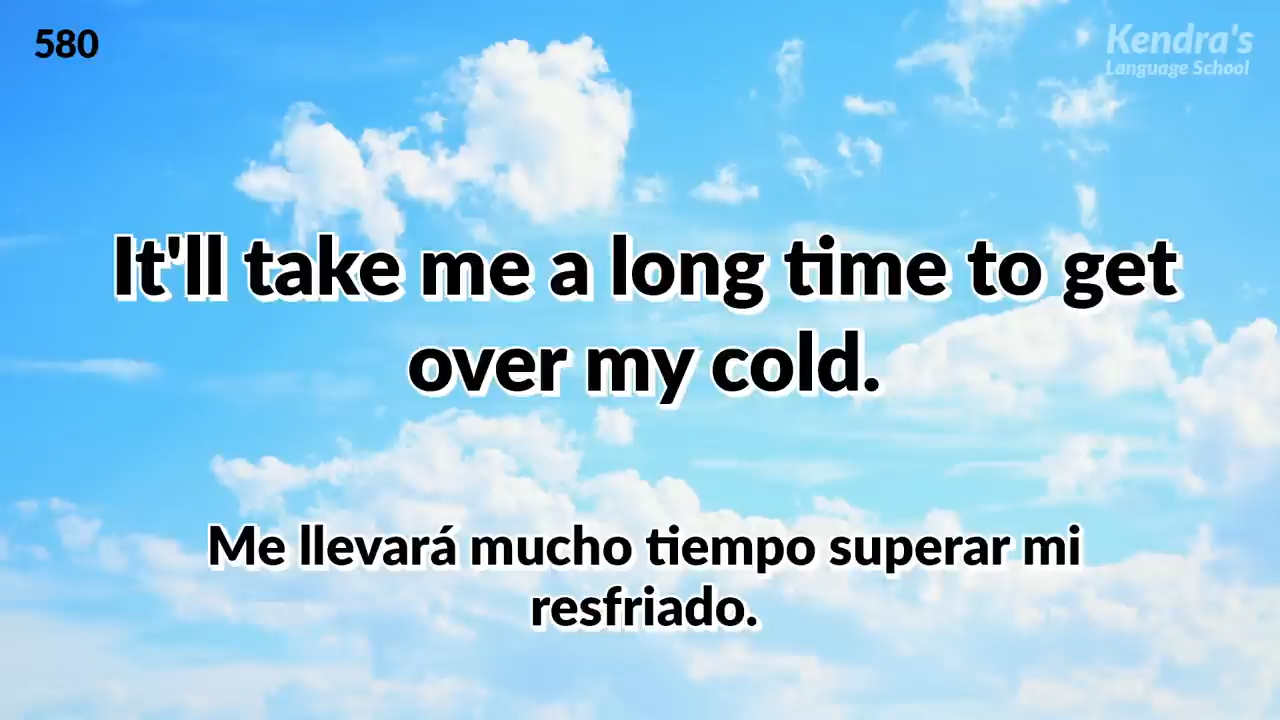 580
Kendra's
Language School
It'll take me a long time to get
over my cold.
Me llevará mucho tiempo superar mi
resfriado.